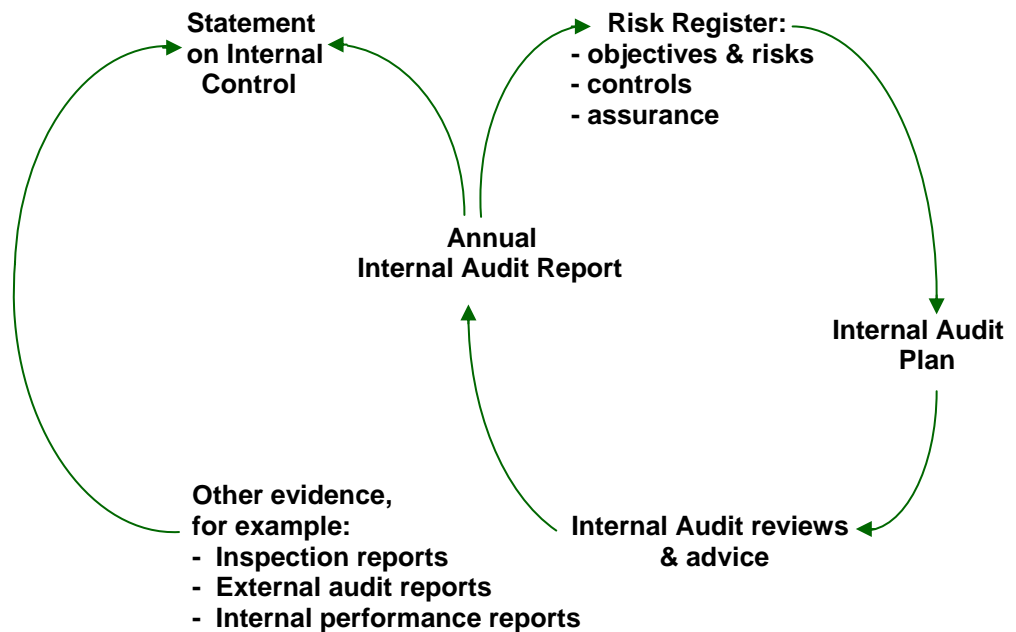 Statement
on Internal
Control
Risk Register:
- objectives & risks
- controls
- assurance
Annual
Internal Audit Report
Internal Audit
Plan
Other evidence,
for example:
- Inspection reports
- External audit reports
- Internal performance reports
Internal Audit reviews
& advice